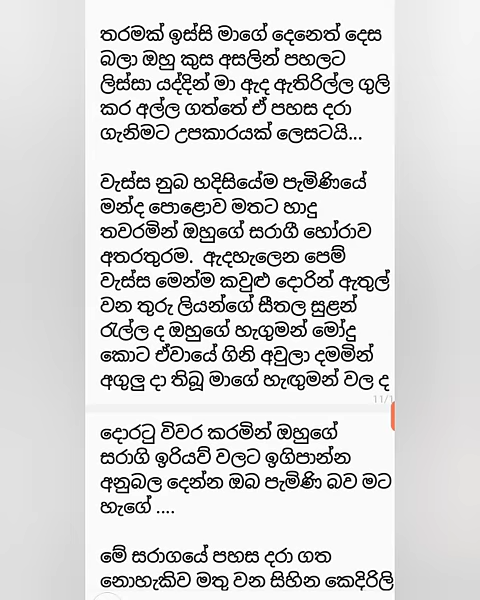 තරමක් ඉස්සි මාගේ දෙනෙත් දෙස
බලා ඔහු කුස අසලින් පහලට
ලිස්සා යද්දින් මා ඇද ඇතිරිල්ල ගුලි
කර අල්ල ගත්තේ ඒ පහස දරා
ගැනිමට උපකාරයක් ලෙසටයි...
වැස්ස නුබ හදිසියේම පැමිණියේ
මන්ද පොළොව මතට හාදු
තවරමින් ඔහුගේ සරාගී හෝරාව
අතරතුරම. ඇදහැලෙන පෙම්
වැස්ස මෙන්ම කවුළු දොරින් ඇතුල්
වන තුරු ලියන්ගේ සීතල සුළන්
රැල්ල ද ඔහුගේ හැගුමන් මෝදු
කොට ඒවායේ ගිනි අවුලා දමමින්
අගුලු දා තිබූ මාගේ හැඟුමන් වල ද
11/1
දොරටු විවර කරමින් ඔහුගේ
සරාගි ඉරියව් වලට ඉගිපාන්න
අනුබල දෙන්න ඔබ පැමිණි බව මට
හැගේ ....
මේ සරාගයේ පහස දරා ගත
නොහැකිව මතු වන සිහින කෙදිරිලි